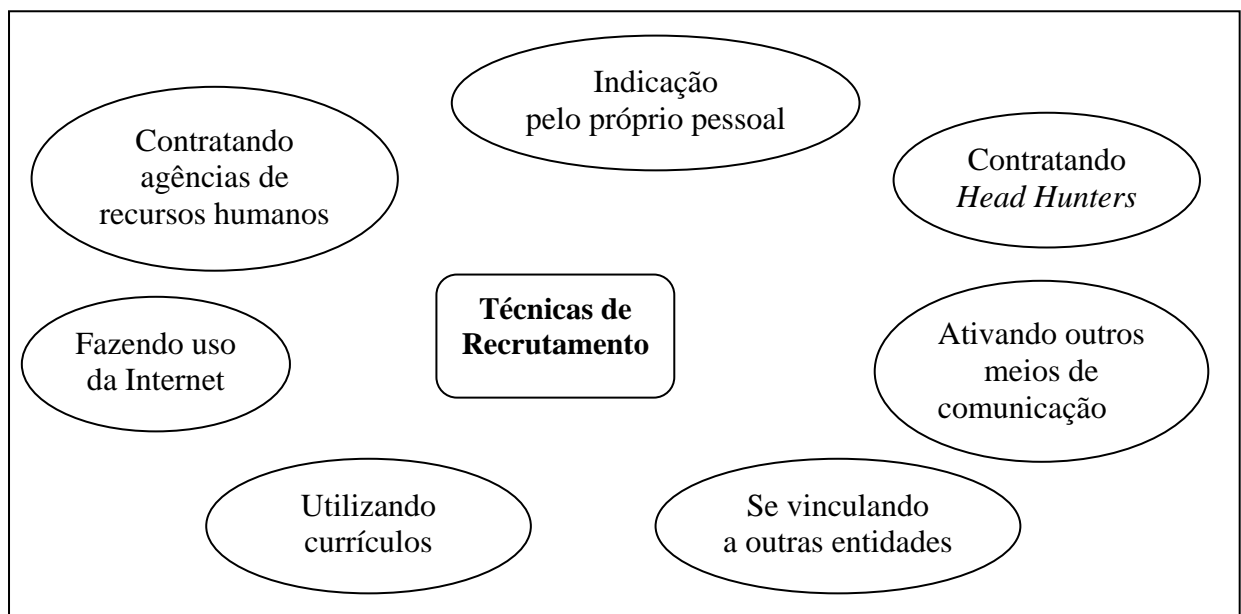 Indicação
pelo próprio pessoal
Contratando
agências de
recursos humanos
Contratando
Head Hunters
Técnicas de
Recrutamento
Fazendo uso
da Internet
Ativando outros
meios de
comunicação
Utilizando
currículos
Se vinculando
a outras entidades